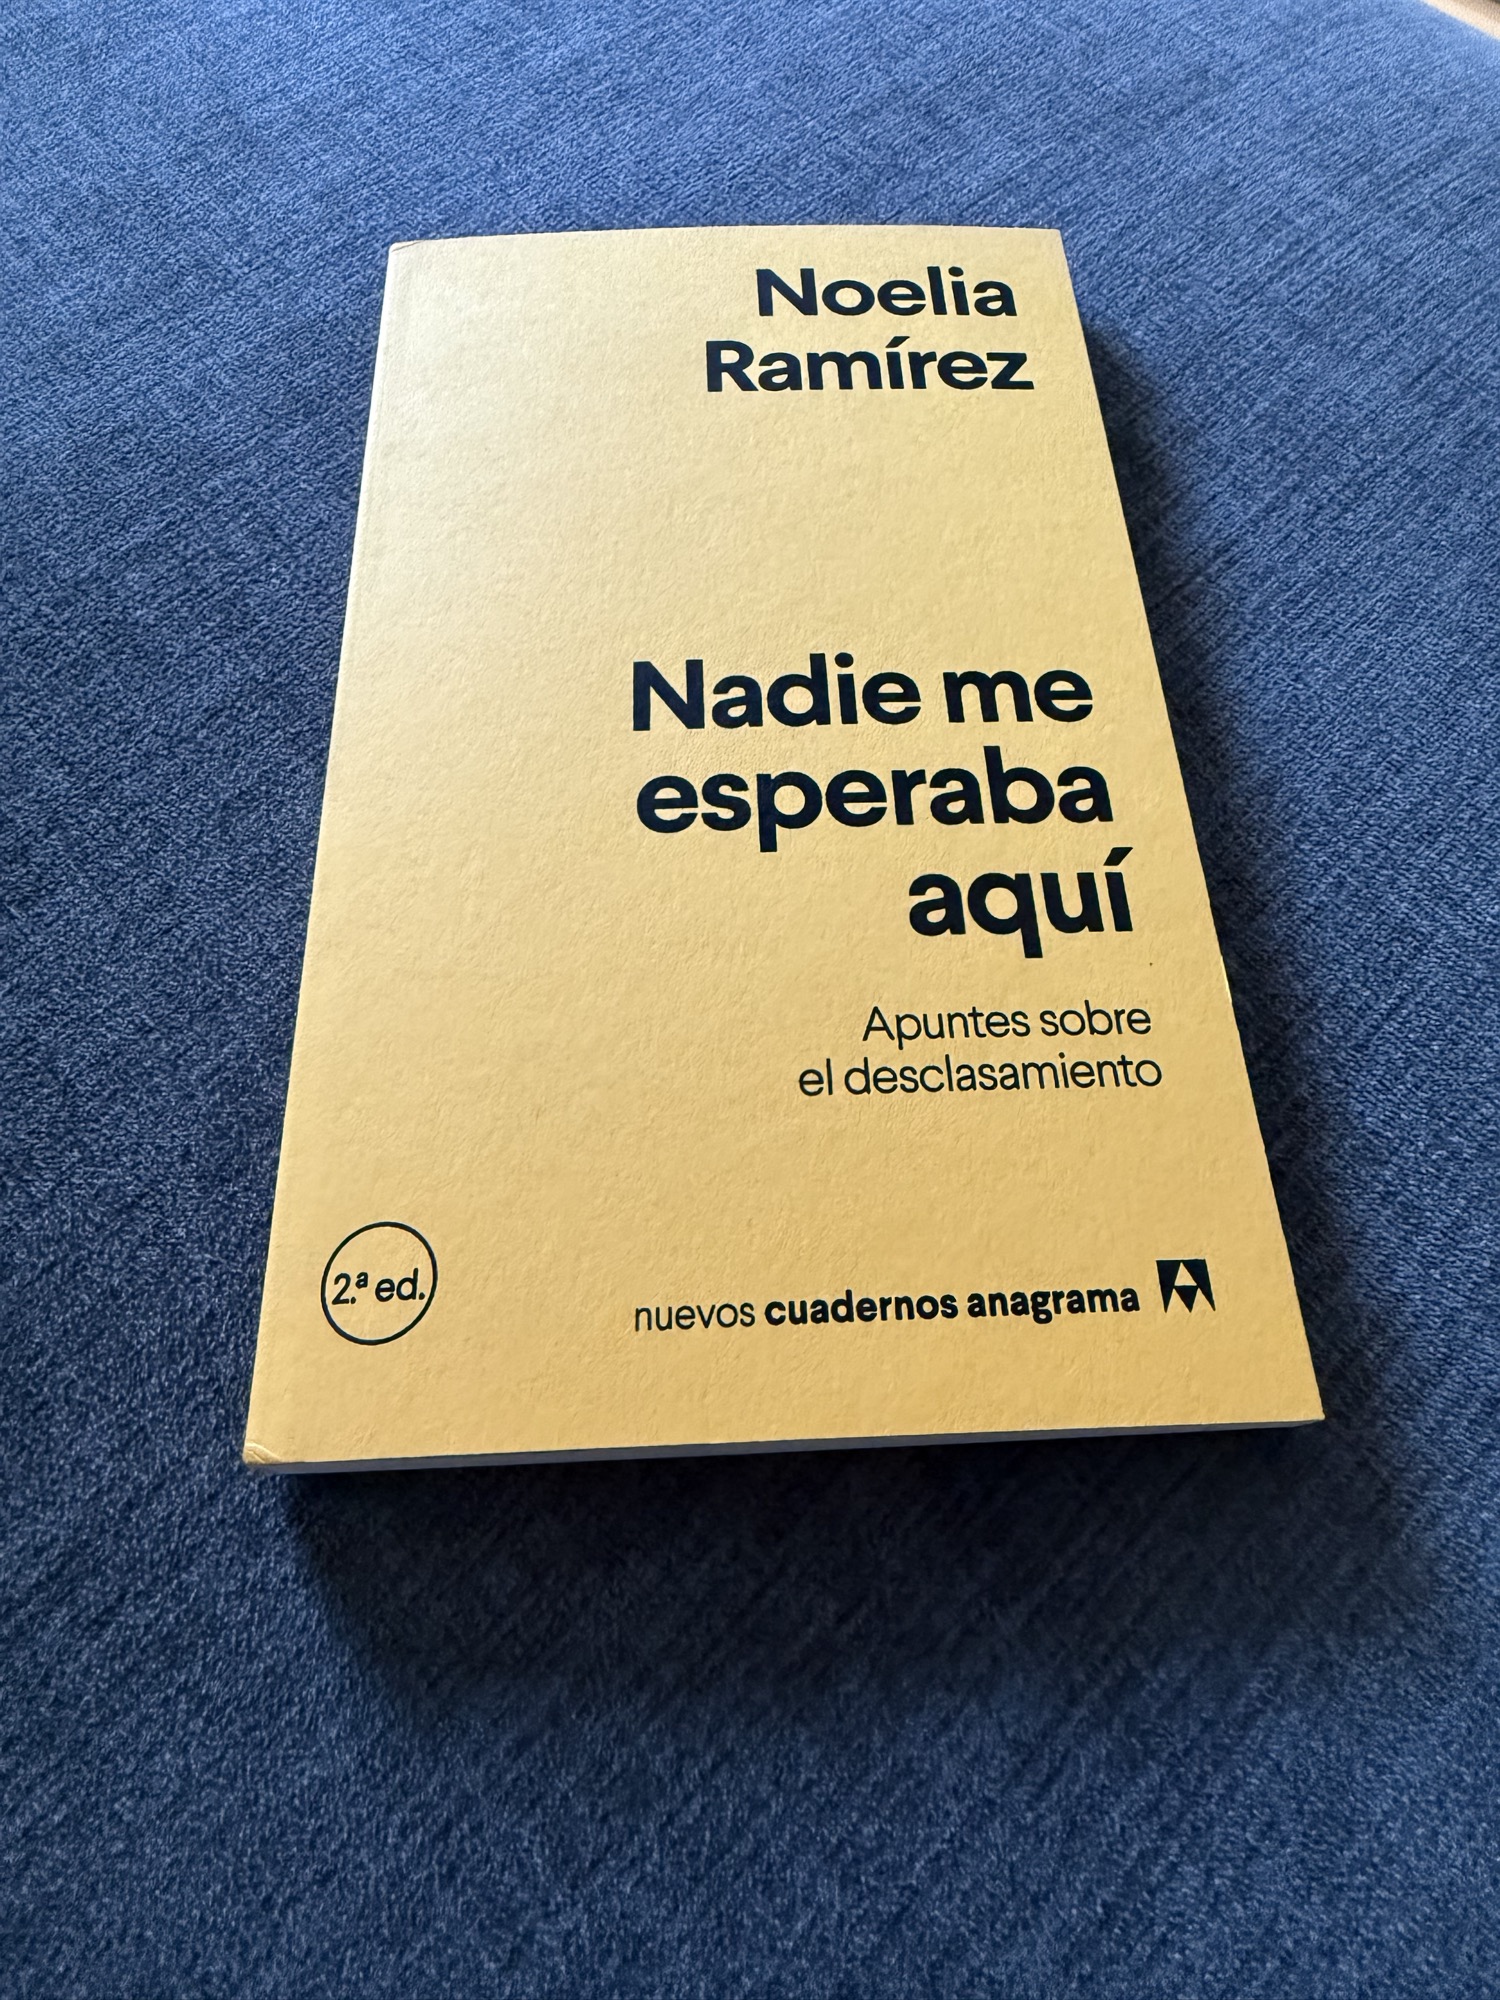 Noelia
Ramírez
Nadie me
esperaba
aquí
Apuntes sobre
el desclasamiento
2.ª ed.
nuevos cuadernos anagrama